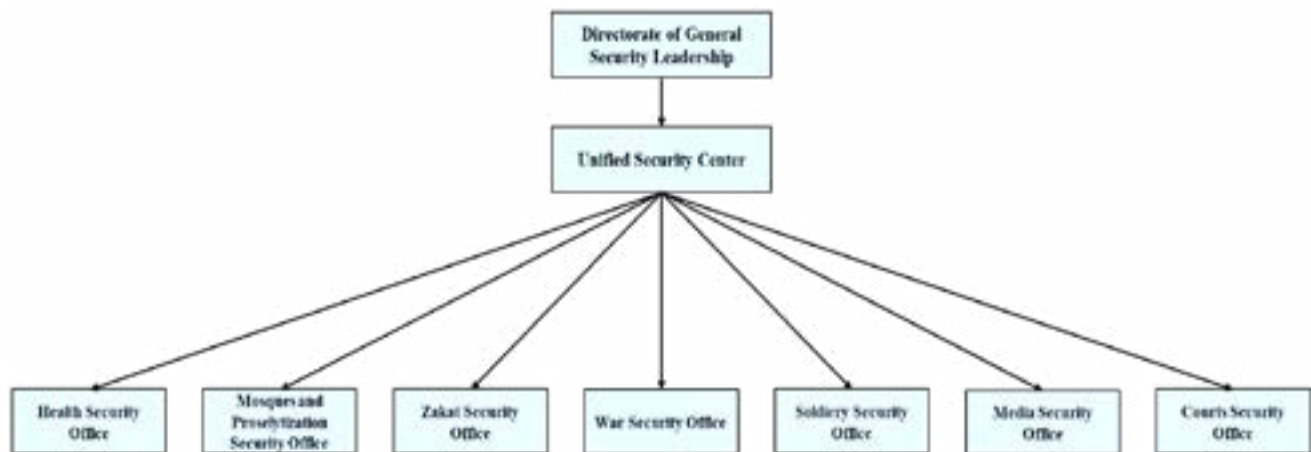 Directorate of General
Security Leadership
Unified Security Center
Health Security
Office
Mosques and
Proselytization
Security Office
Zakat Security
Office
War Security Office
Soldiery Security
Office
Media Security
Office
Courts Security
Office